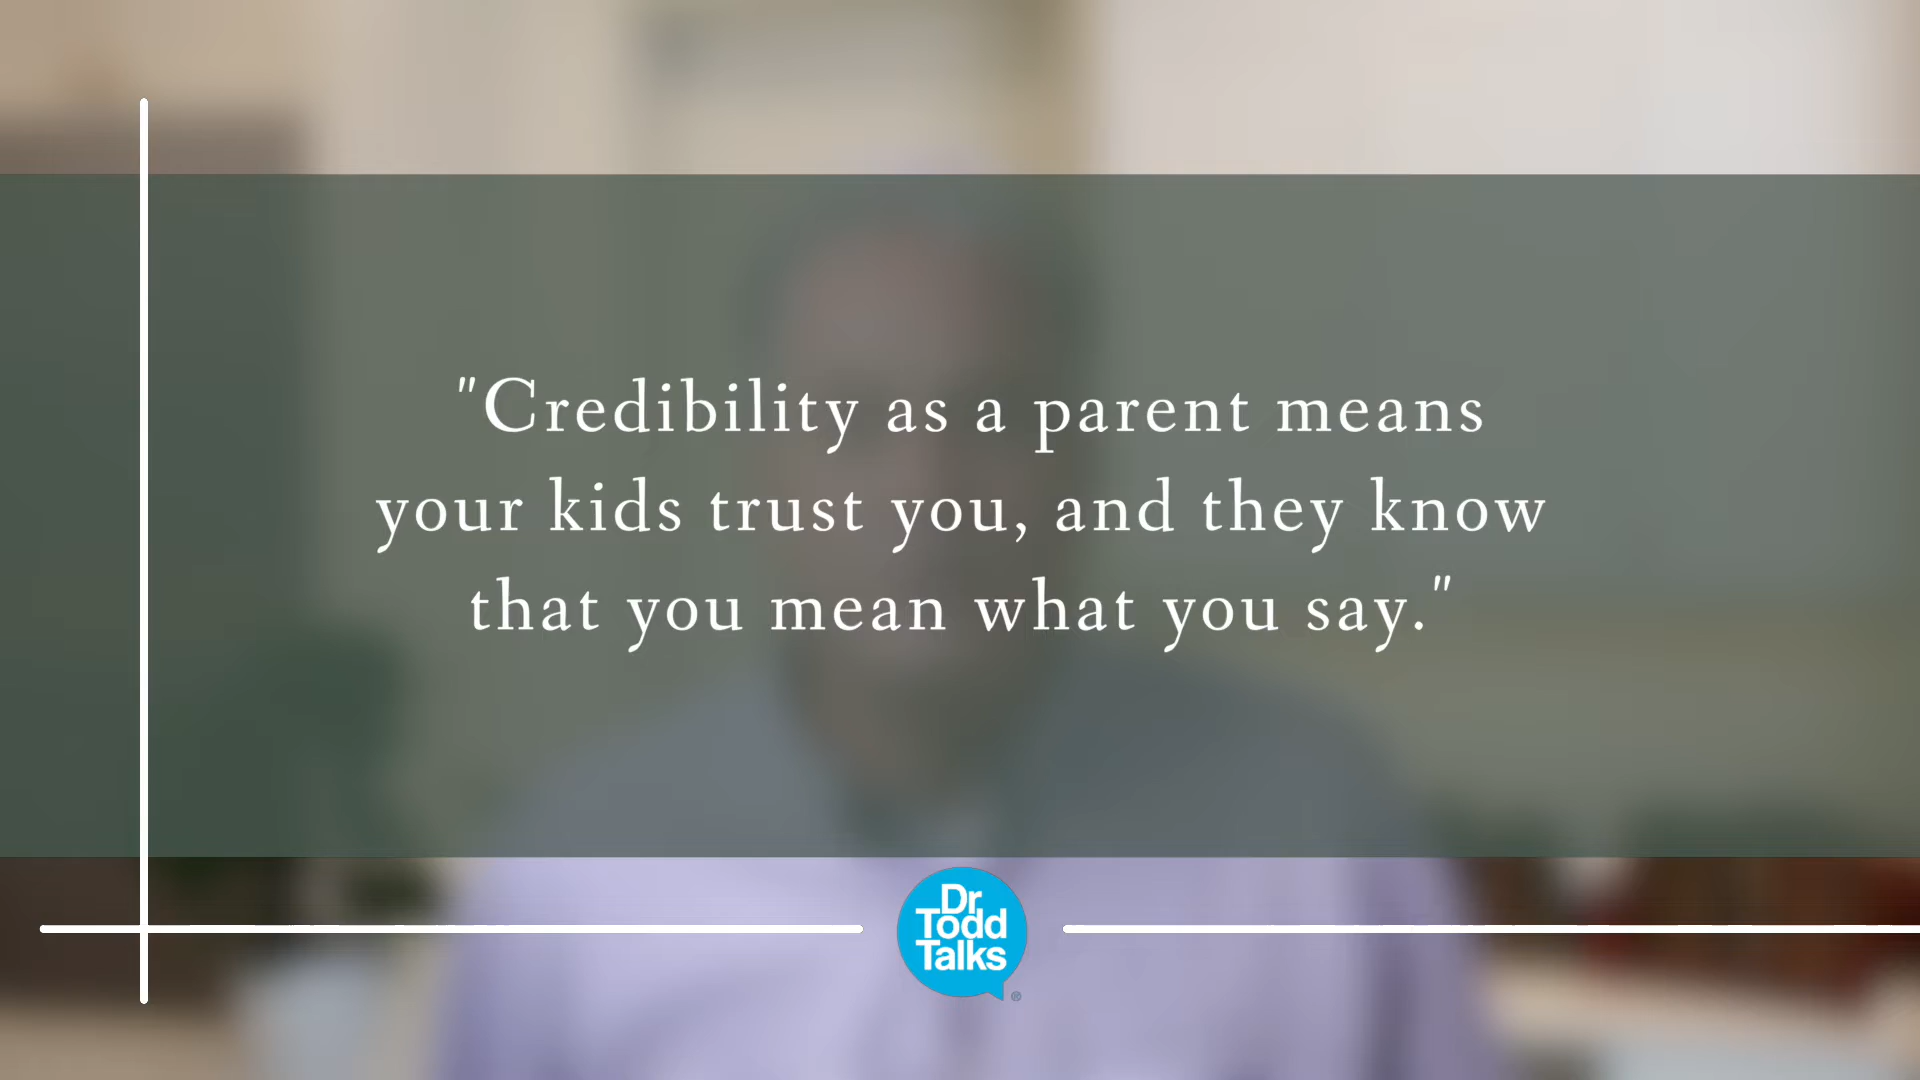 "Credibility as a parent means
your kids trust you, and they know
that you mean what you say."
Dr
Todd
Talks
®